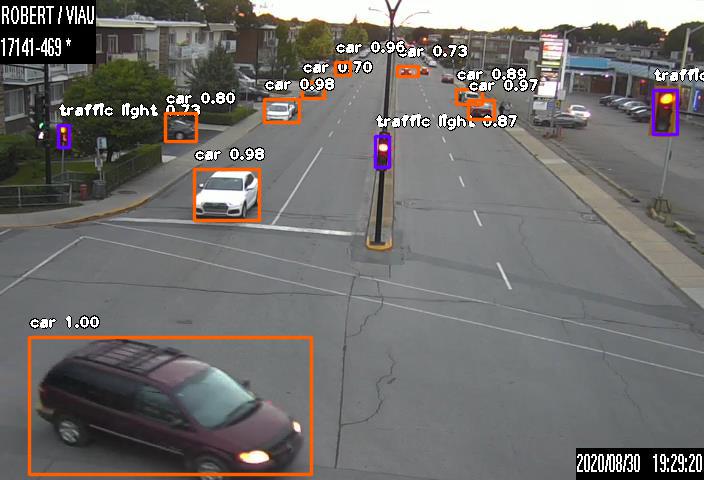 ROBERT / VIAU
17141-469 *
car 0.96
car 0.73
car 0.70
car 0.89
car 0.98
car 0.97
traffic
car 0.80
traffic light 0.73
traffic light 0.87
car 0.98
car 1.00
2020/08/30 19:29:20